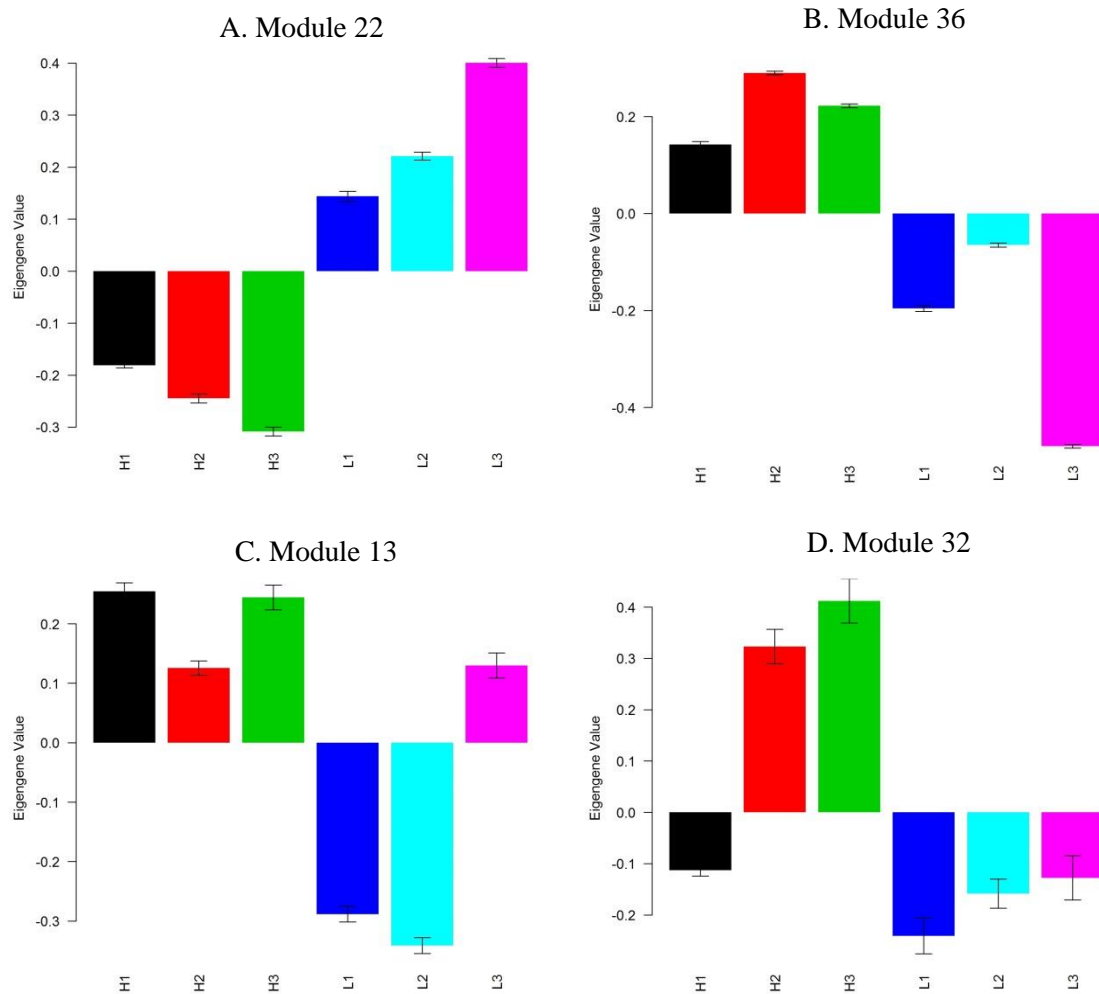 A. Module 22
Eigengene Value
0.4
0.3
0.2
0.1
0.0
-0.1
-0.2
-0.3
H1 H2 H3 L1 L2 L3
B. Module 36
Eigengene Value
0.2
0.0
-0.2
-0.4
H1 H2 H3 L1 L2 L3
C. Module 13
Eigengene Value
0.2
0.1
0.0
-0.1
-0.2
-0.3
H1 H2 H3 L1 L2 L3
D. Module 32
Eigengene Value
0.4
0.3
0.2
0.1
0.0
-0.1
-0.2
H1 H2 H3 L1 L2 L3